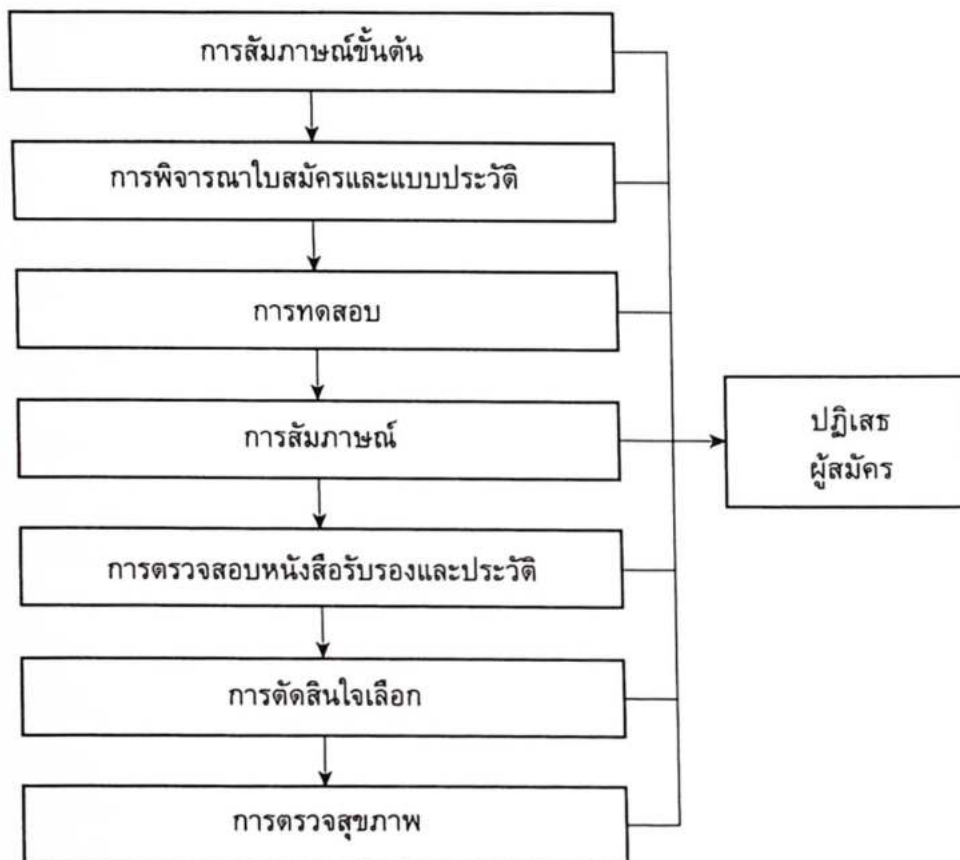 การสัมภาษณ์ขั้นต้น
การพิจารณาใบสมัครและแบบประวัติ
การทดสอบ
การสัมภาษณ์
ปฏิเสธ
ผู้สมัคร
การตรวจสอบหนังสือรับรองและประวัติ
การตัดสินใจเลือก
การตรวจสุขภาพ